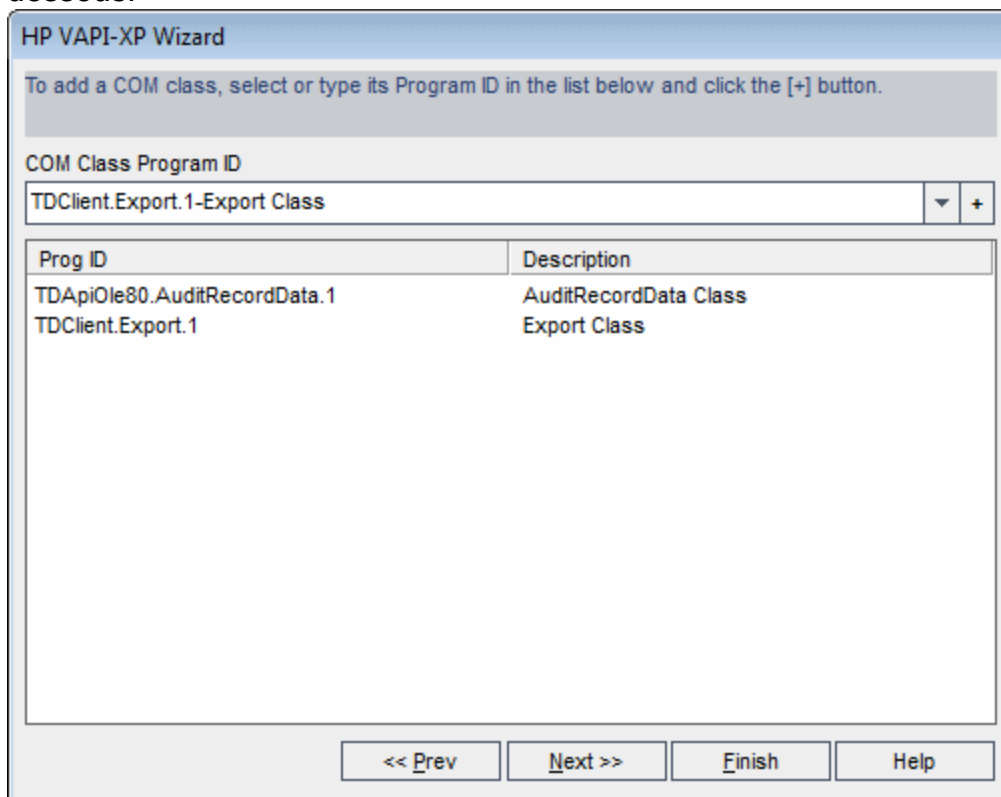 HP VAPI-XP Wizard
To add a COM class, select or type its Program ID in the list below and click the [+] button.
COM Class Program ID
TDClient.Export.1-Export Class +
Prog ID Description
TDApiOle80.AuditRecordData.1 AuditRecordData Class
TDClient.Export.1 Export Class
<< Prev Next >> Finish Help